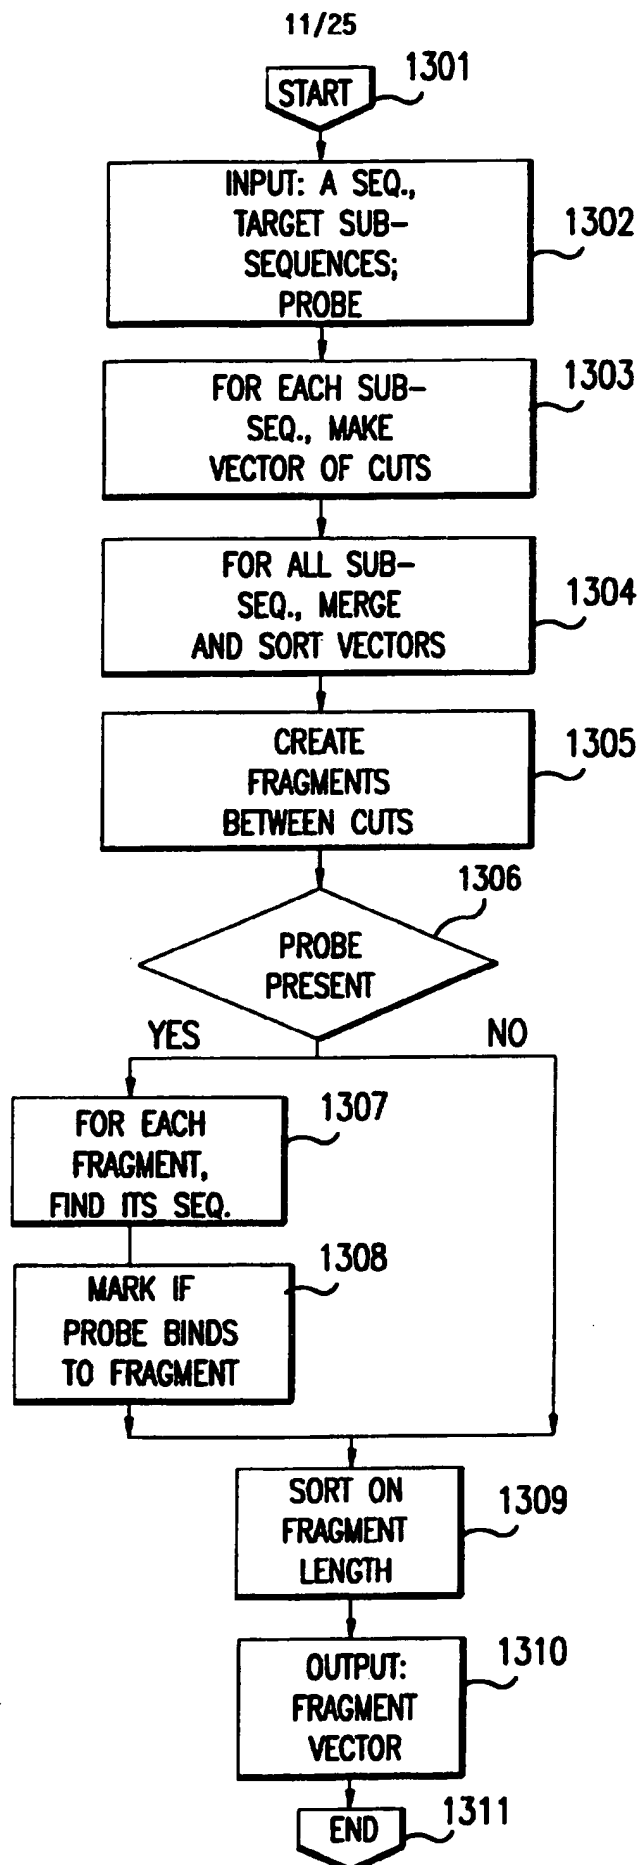 11/25
START
1301
INPUT: A SEQ.,
TARGET SUB-
SEQUENCES;
PROBE
1302
FOR EACH SUB-
SEQ., MAKE
VECTOR OF CUTS
1303
FOR ALL SUB-
SEQ., MERGE
AND SORT VECTORS
1304
CREATE
FRAGMENTS
BETWEEN CUTS
1305
PROBE
PRESENT
1306
YES
NO
FOR EACH
FRAGMENT,
FIND ITS SEQ.
1307
MARK IF
PROBE BINDS
TO FRAGMENT
1308
SORT ON
FRAGMENT
LENGTH
1309
OUTPUT:
FRAGMENT
VECTOR
1310
END
1311